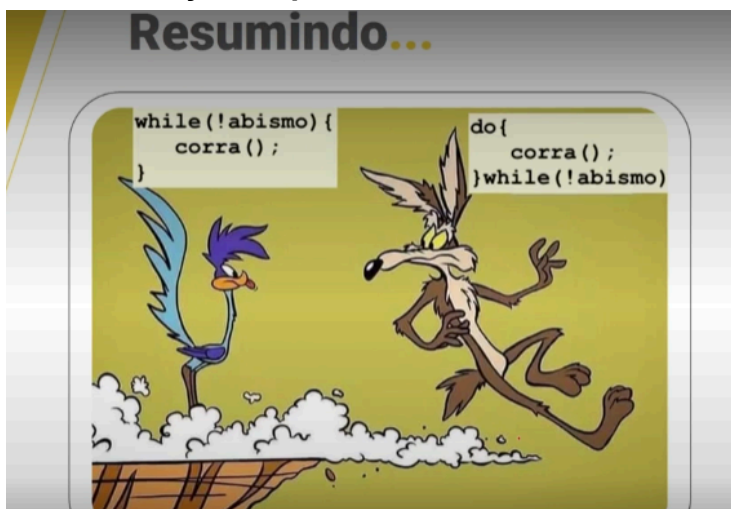 Resumindo...
while(!abismo){
corra();
}
do{
corra();
}while(!abismo)